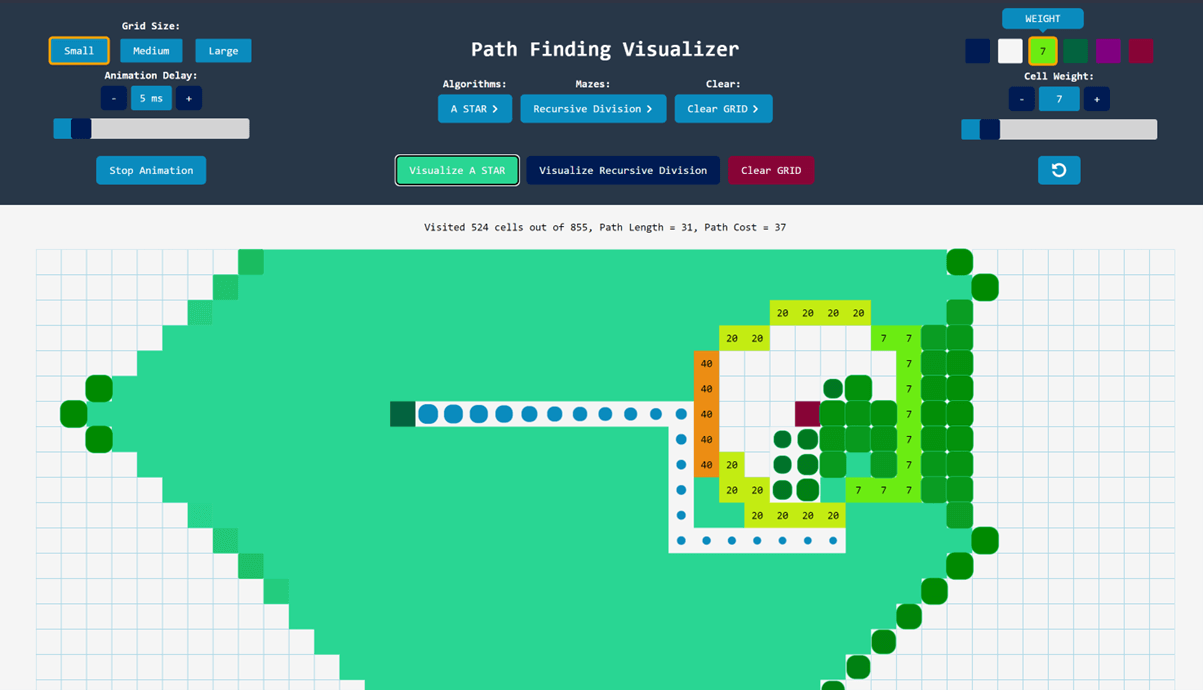 Grid Size:
Small Medium Large
Animation Delay:
- 5 ms +
Stop Animation
Path Finding Visualizer
Algorithms: Mazes: Clear:
A STAR Recursive Division Clear GRID
Visualize A STAR Visualize Recursive Division Clear GRID
WEIGHT
7
Cell Weight:
- 7 +
Visited 524 cells out of 855, Path Length = 31, Path Cost = 37
20 20 20 20
20 20 7 7
40 7
40 7
40 7
40 7
40 20 7
20 20 7 7 7
20 20 20 20